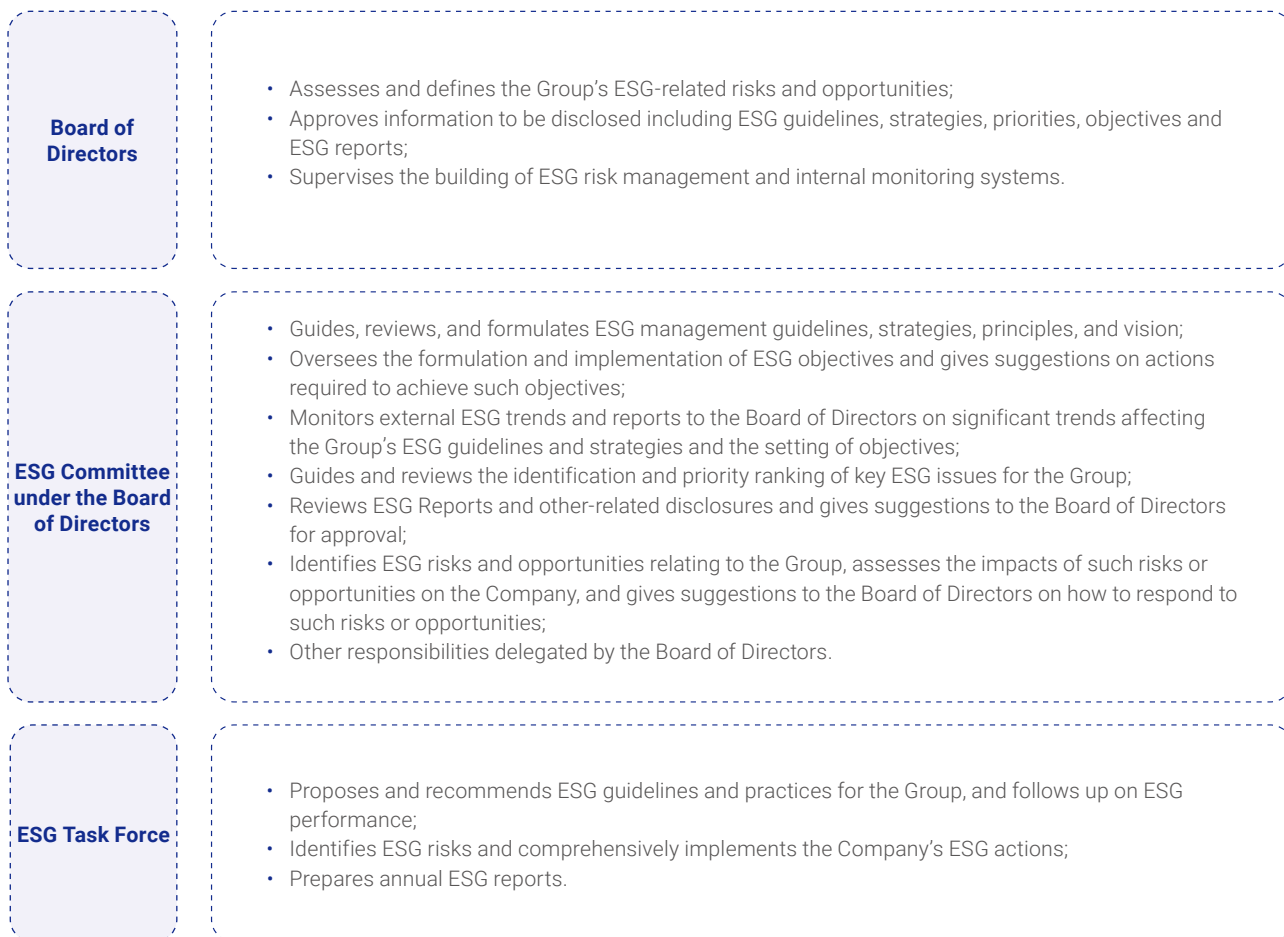 Board of
Directors
• Assesses and defines the Group's ESG-related risks and opportunities;
• Approves information to be disclosed including ESG guidelines, strategies, priorities, objectives and
ESG reports;
• Supervises the building of ESG risk management and internal monitoring systems.
ESG Committee
under the Board
of Directors
• Guides, reviews, and formulates ESG management guidelines, strategies, principles, and vision;
• Oversees the formulation and implementation of ESG objectives and gives suggestions on actions
required to achieve such objectives;
• Monitors external ESG trends and reports to the Board of Directors on significant trends affecting
the Group's ESG guidelines and strategies and the setting of objectives;
• Guides and reviews the identification and priority ranking of key ESG issues for the Group;
• Reviews ESG Reports and other-related disclosures and gives suggestions to the Board of Directors
for approval;
• Identifies ESG risks and opportunities relating to the Group, assesses the impacts of such risks or
opportunities on the Company, and gives suggestions to the Board of Directors on how to respond to
such risks or opportunities;
• Other responsibilities delegated by the Board of Directors.
ESG Task Force
• Proposes and recommends ESG guidelines and practices for the Group, and follows up on ESG
performance;
• Identifies ESG risks and comprehensively implements the Company's ESG actions;
• Prepares annual ESG reports.